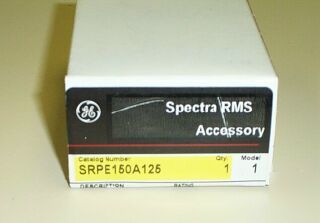 GE
Spectra RMS
Accessory
Catalog Number Qty. Model
SRPE150A125 1 1
DESCRIPTION RATING